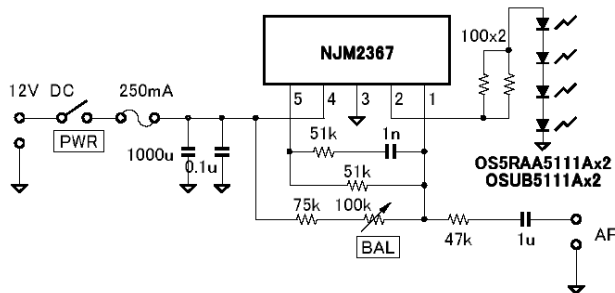 NJM2367
100x2
12V DC
250mA
5 4 3 2 1
PWR
1000u
0.1u
51k
1n
51k
75k
100k
BAL
47k
1u
AF
OS5RAA5111Ax2
OSUB5111Ax2